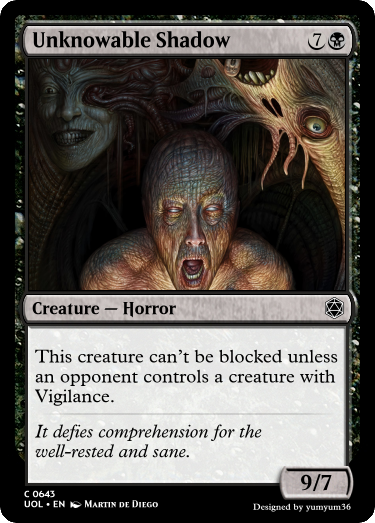 Unknowable Shadow 7
Creature — Horror
This creature can't be blocked unless
an opponent controls a creature with
Vigilance.
It defies comprehension for the
well-rested and sane.
9/7
C 0643
UOL • EN Martin de Diego
Designed by yumyum36